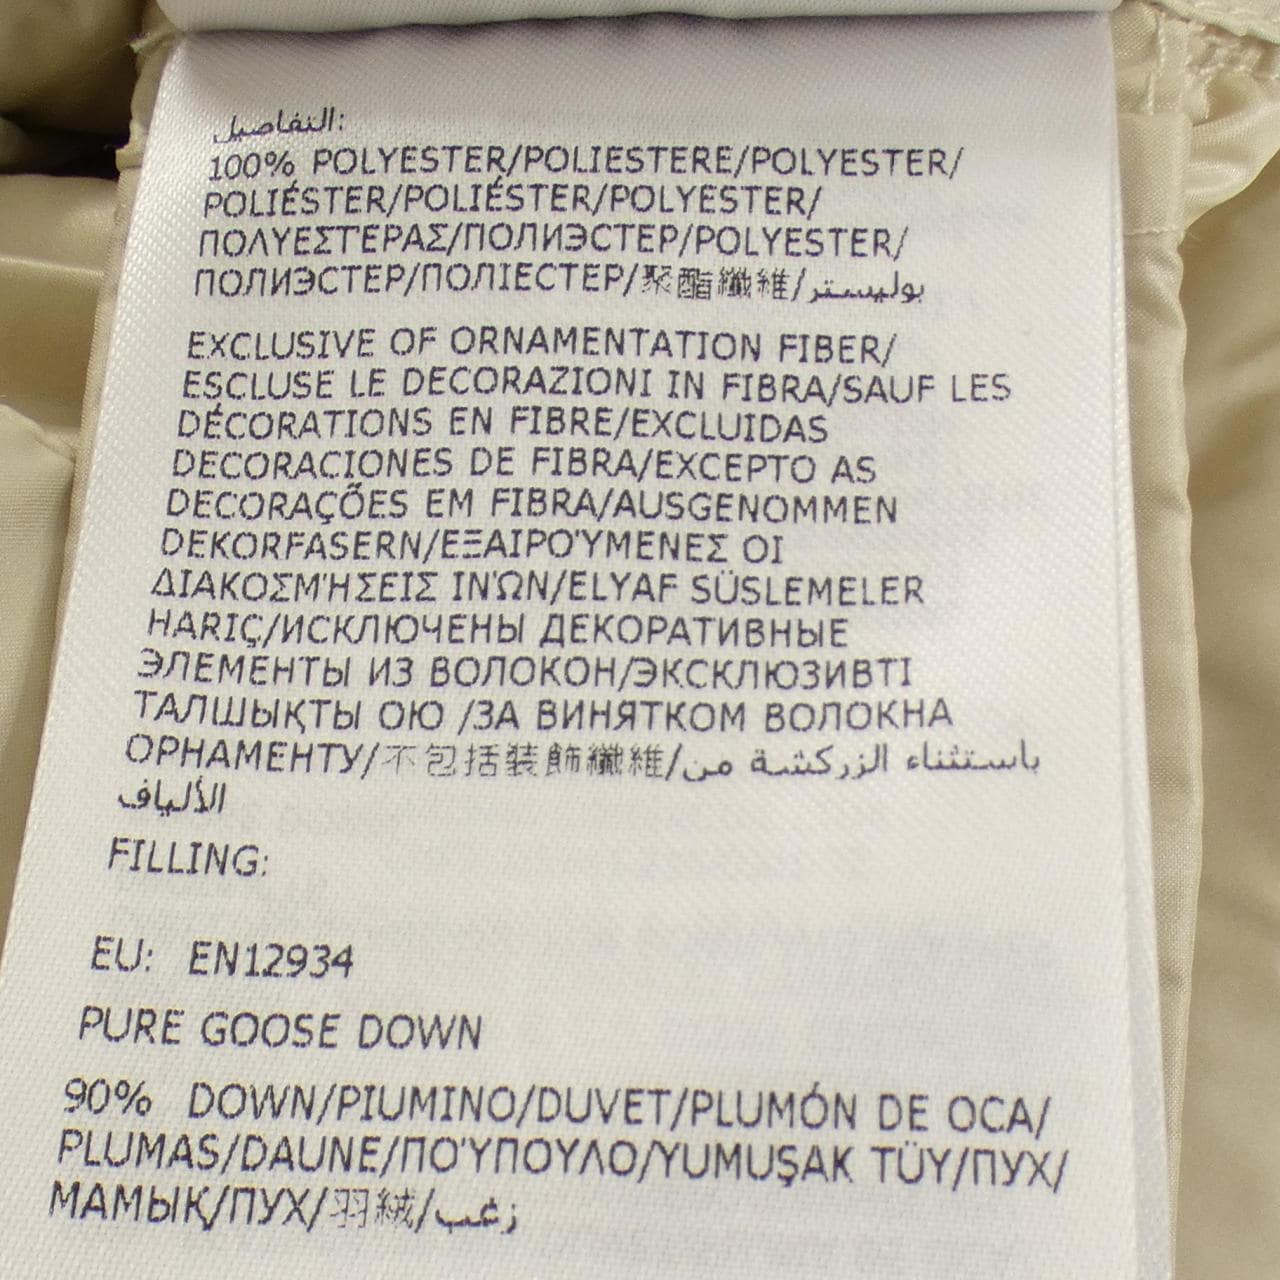 التفاصيل:
100% POLYESTER/POLIESTERE/POLYESTER/
POLIÉSTER/POLIÉSTER/POLYESTER/
ΠΟΛΥΕΣΤΕΡΑΣ/ПОЛИЭСТЕР/POLYESTER/
ПОЛИЭСТЕР/ПОЛІЕСТЕР/聚酯纖維/بوليستر
EXCLUSIVE OF ORNAMENTATION FIBER/
ESCLUSE LE DECORAZIONI IN FIBRA/SAUF LES
DÉCORATIONS EN FIBRE/EXCLUIDAS
DECORACIONES DE FIBRA/EXCEPTO AS
DECORAÇÕES EM FIBRA/AUSGENOMMEN
DEKORFASERN/ΕΞΑΙΡΟΎΜΕΝΕΣ ΟΙ
ΔΙΑΚΟΣΜΉΣΕΙΣ ΙΝΏΝ/ELYAF SÜSLEMELER
HARIÇ/ИСКЛЮЧЕНЫ ДЕКОРАТИВНЫЕ
ЭЛЕМЕНТЫ ИЗ ВОЛОКОН/ЭКСКЛЮЗИВТІ
ТАЛШЫҚТЫ ОЮ /ЗА ВИНЯТКОМ ВОЛОКНА
ОРНАМЕНТУ/不包括装飾纖維/باستثناء الزركشة من
الألياف
FILLING:
EU: EN12934
PURE GOOSE DOWN
90% DOWN/PIUMINO/DUVET/PLUMÓN DE OCA/
PLUMAS/DAUNE/ΠΟΎΠΟΥΛΟ/YUMUŞAK TÜY/ПУХ/
МАМЫҚ/ПУХ/羽絨/زغب